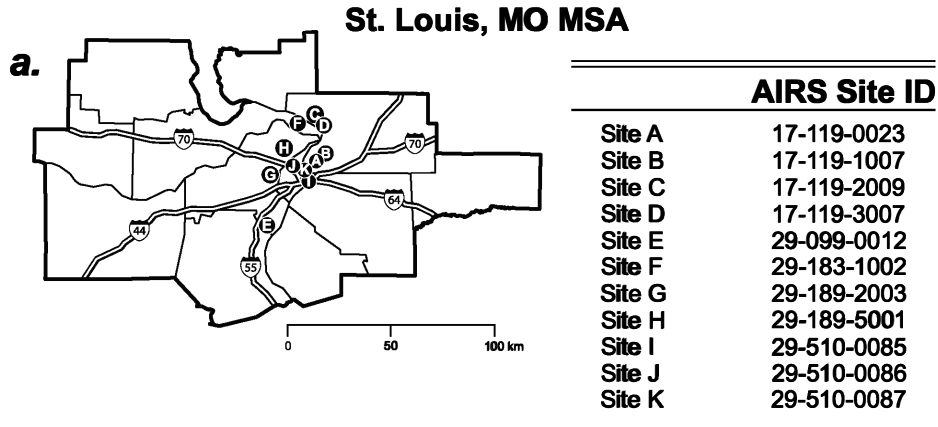 St. Louis, MO MSA
a.
AIRS Site ID
Site A 17-119-0023
Site B 17-119-1007
Site C 17-119-2009
Site D 17-119-3007
Site E 29-099-0012
Site F 29-183-1002
Site G 29-189-2003
Site H 29-189-5001
Site I 29-510-0085
Site J 29-510-0086
Site K 29-510-0087
C
F D
70
70
H
B
A
J
K
G
I
64
E
44
55
0 50 100 km